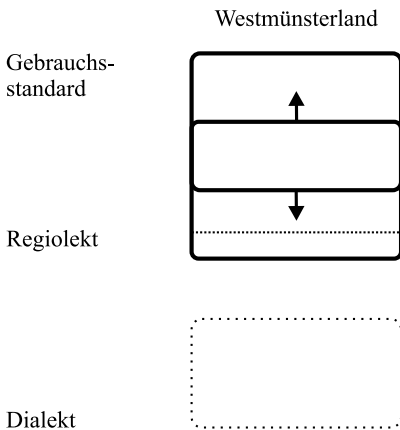 Westmünsterland
Gebrauchs-
standard
Regiolekt
Dialekt